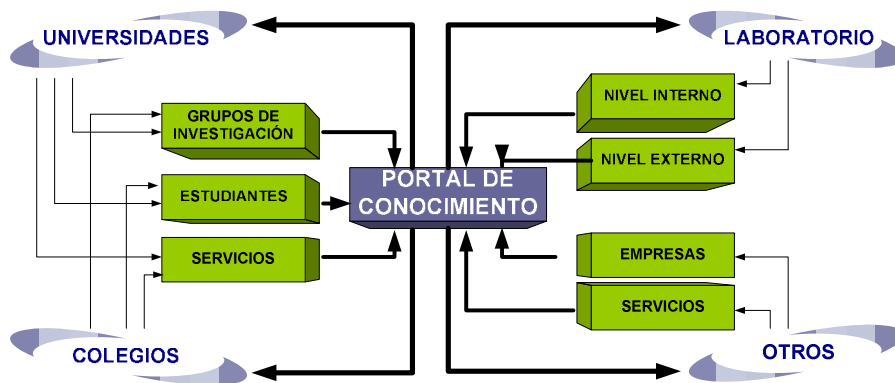 UNIVERSIDADES
LABORATORIO
GRUPOS DE
INVESTIGACIÓN
ESTUDIANTES
SERVICIOS
PORTAL DE
CONOCIMIENTO
NIVEL INTERNO
NIVEL EXTERNO
EMPRESAS
SERVICIOS
COLEGIOS
OTROS